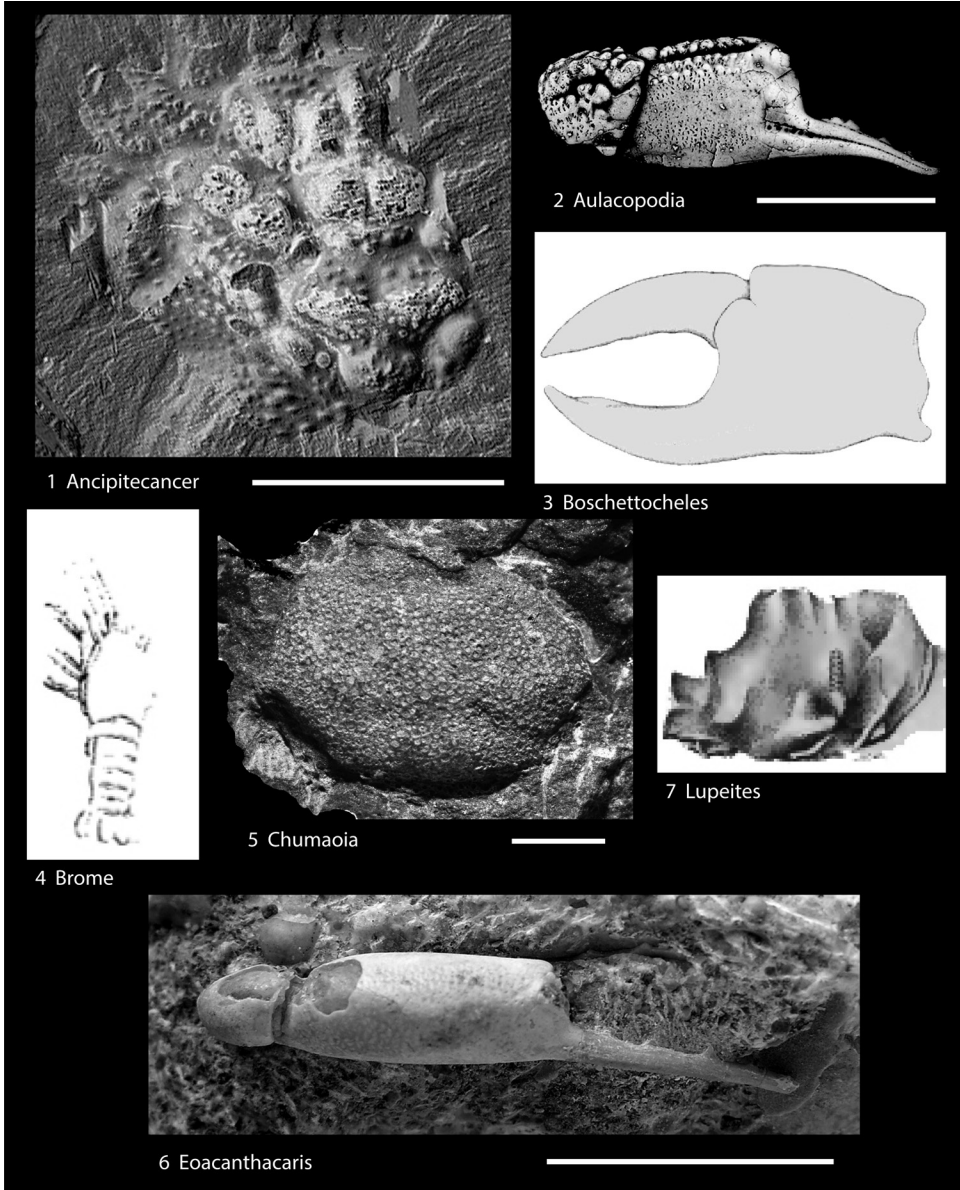 1 Ancipitecancer
2 Aulacopodia
3 Boschettocheles
4 Brome
5 Chumaoia
6 Eoacanthacaris
7 Lupeites